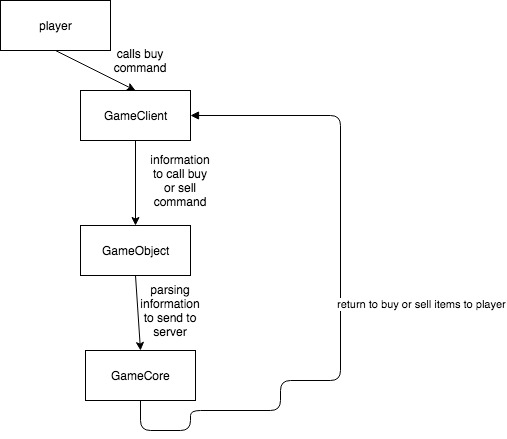 player
calls buy
command
GameClient
information
to call buy
or sell
command
GameObject
parsing
information
to send to
server
return to buy or sell items to player
GameCore